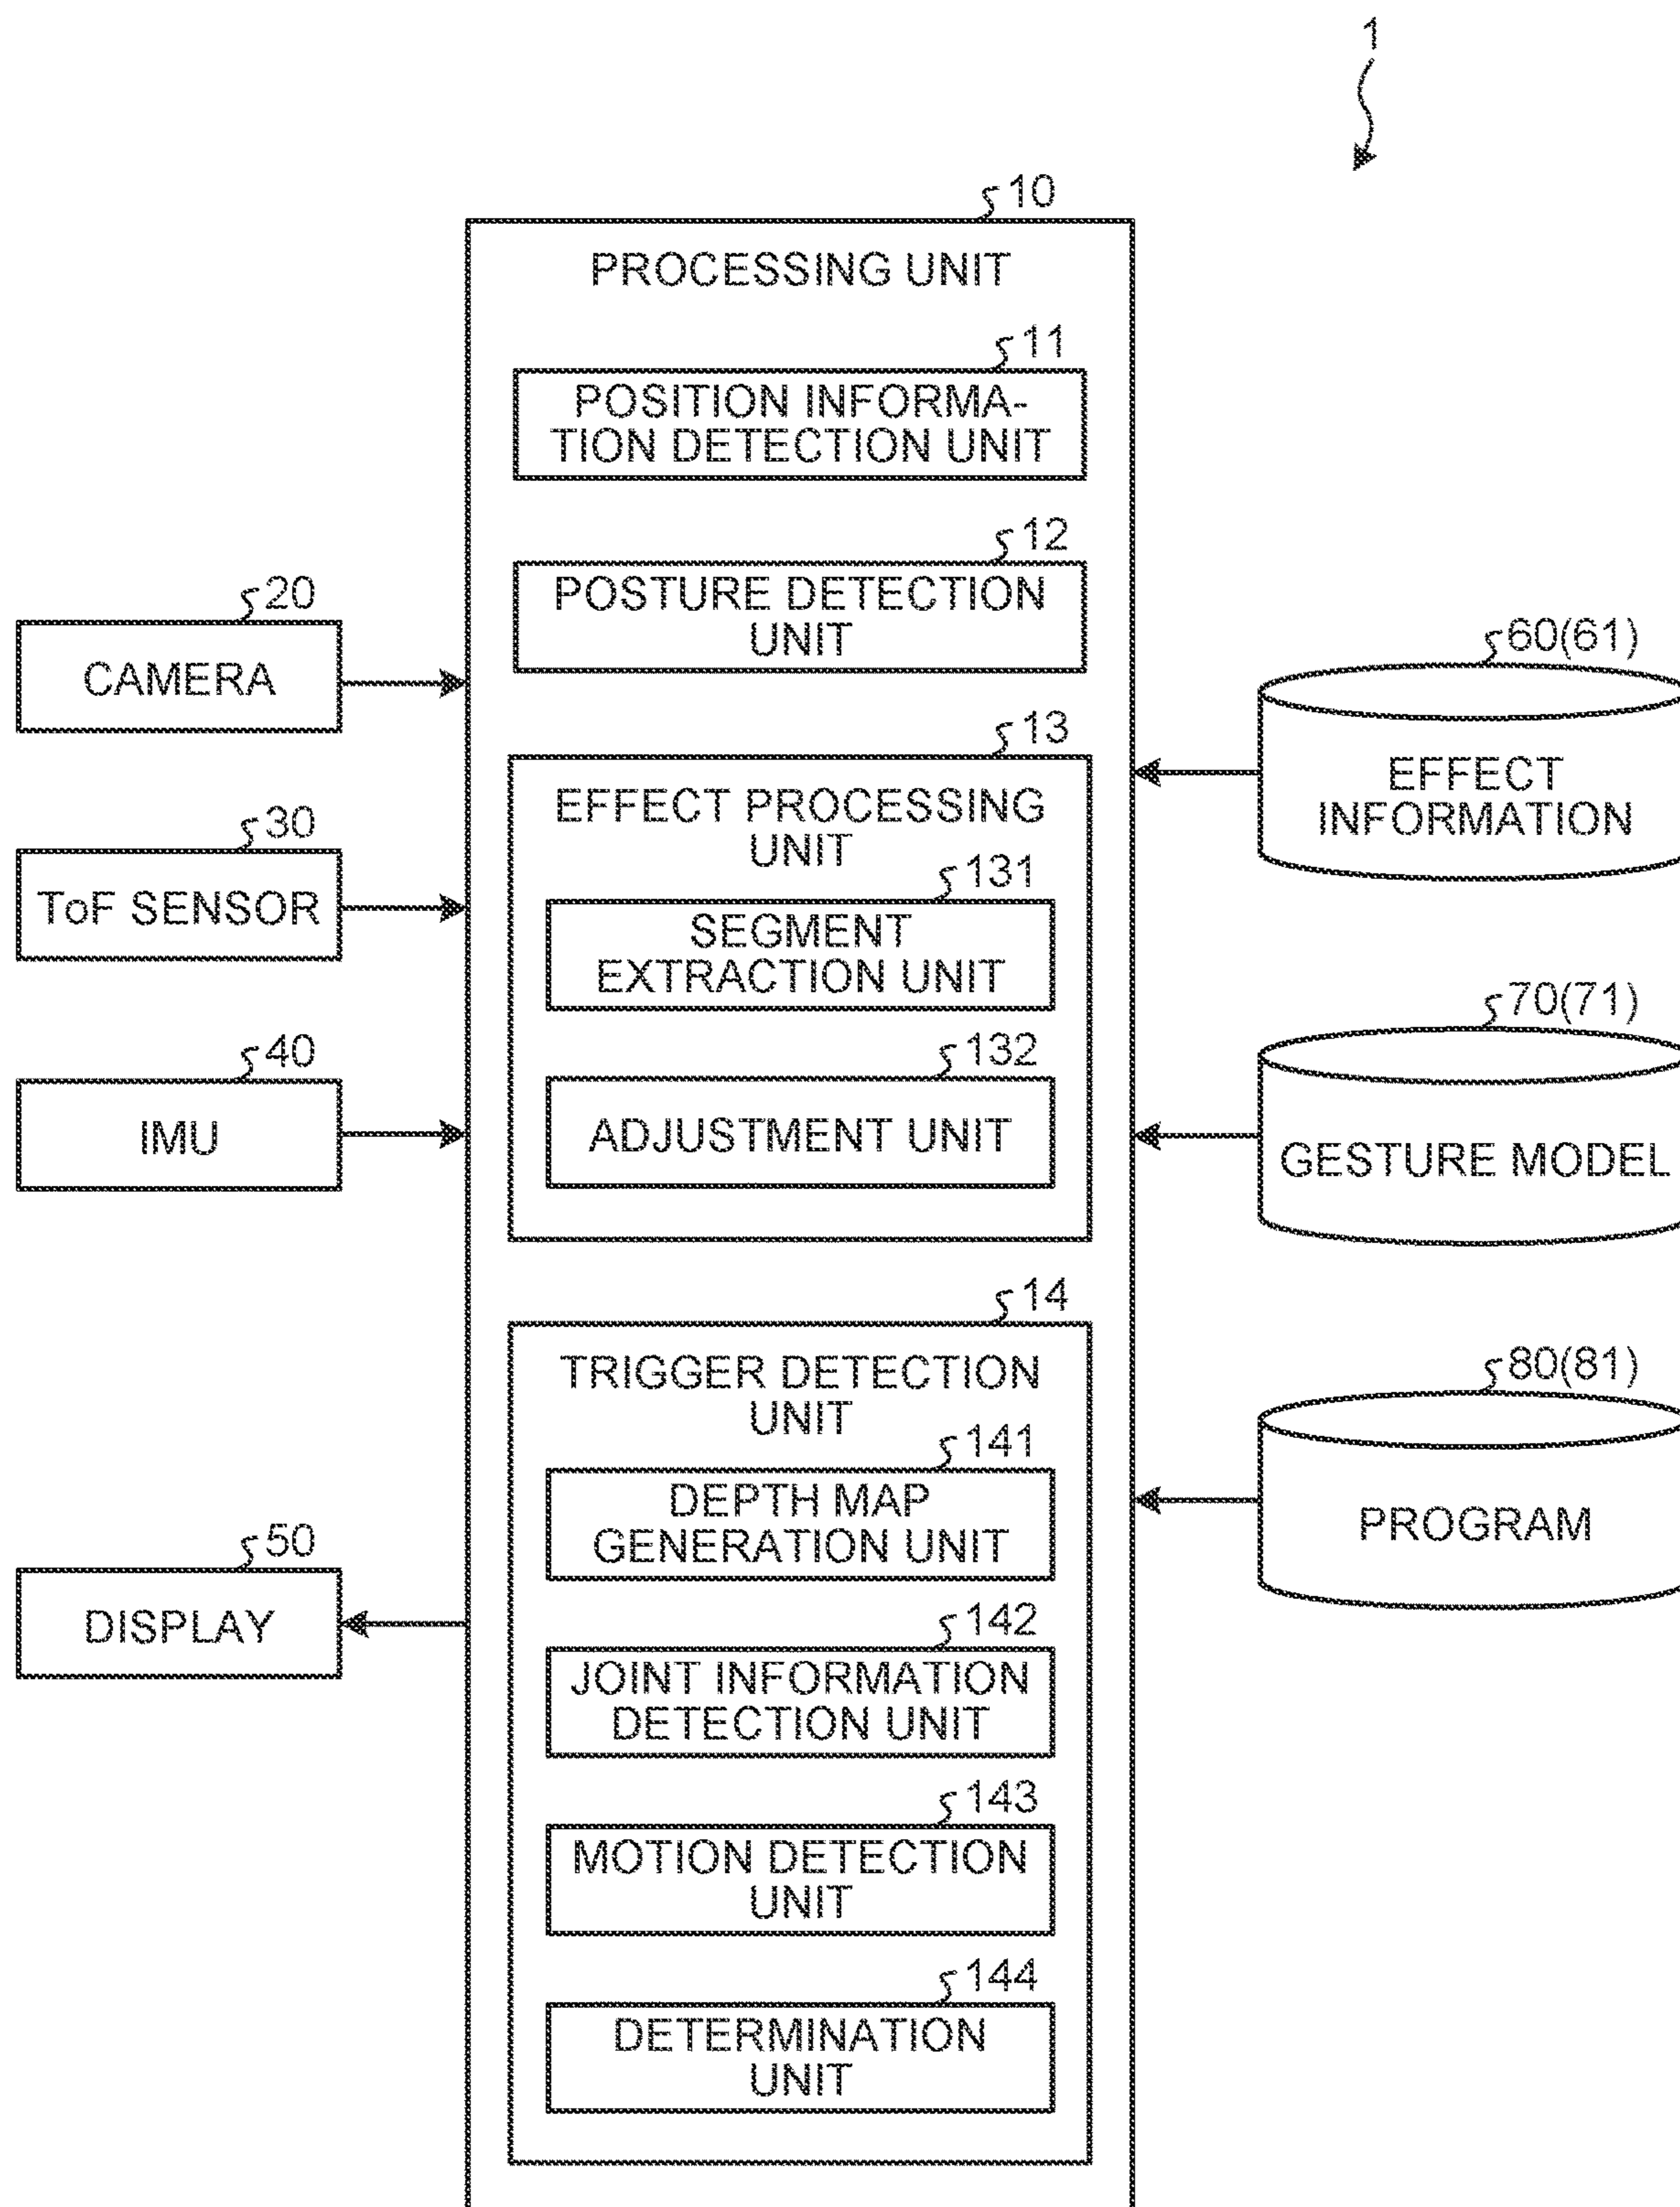 1
10
PROCESSING UNIT
11
POSITION INFORMA-
TION DETECTION UNIT
12
POSTURE DETECTION
UNIT
13
EFFECT PROCESSING
UNIT
131
SEGMENT
EXTRACTION UNIT
132
ADJUSTMENT UNIT
14
TRIGGER DETECTION
UNIT
141
DEPTH MAP
GENERATION UNIT
142
JOINT INFORMATION
DETECTION UNIT
143
MOTION DETECTION
UNIT
144
DETERMINATION
UNIT
20
CAMERA
30
ToF SENSOR
40
IMU
50
DISPLAY
60(61)
EFFECT
INFORMATION
70(71)
GESTURE MODEL
80(81)
PROGRAM